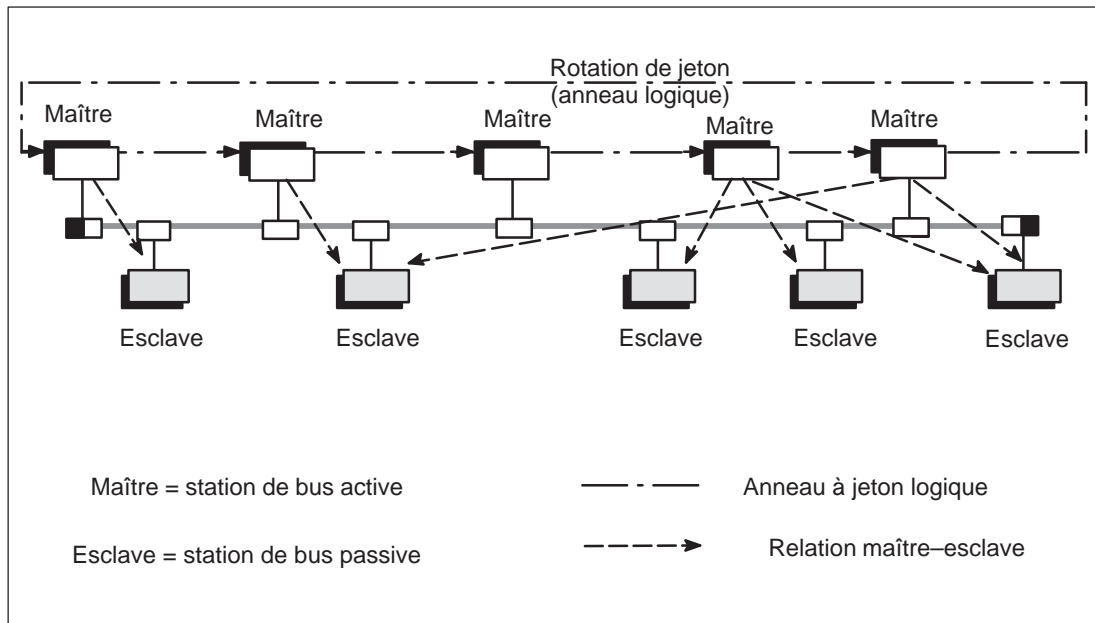 Rotation de jeton
(anneau logique)
Maître
Maître
Maître
Maître
Maître
Esclave
Esclave
Esclave
Esclave
Esclave
Maître = station de bus active
Anneau à jeton logique
Esclave = station de bus passive
Relation maître–esclave